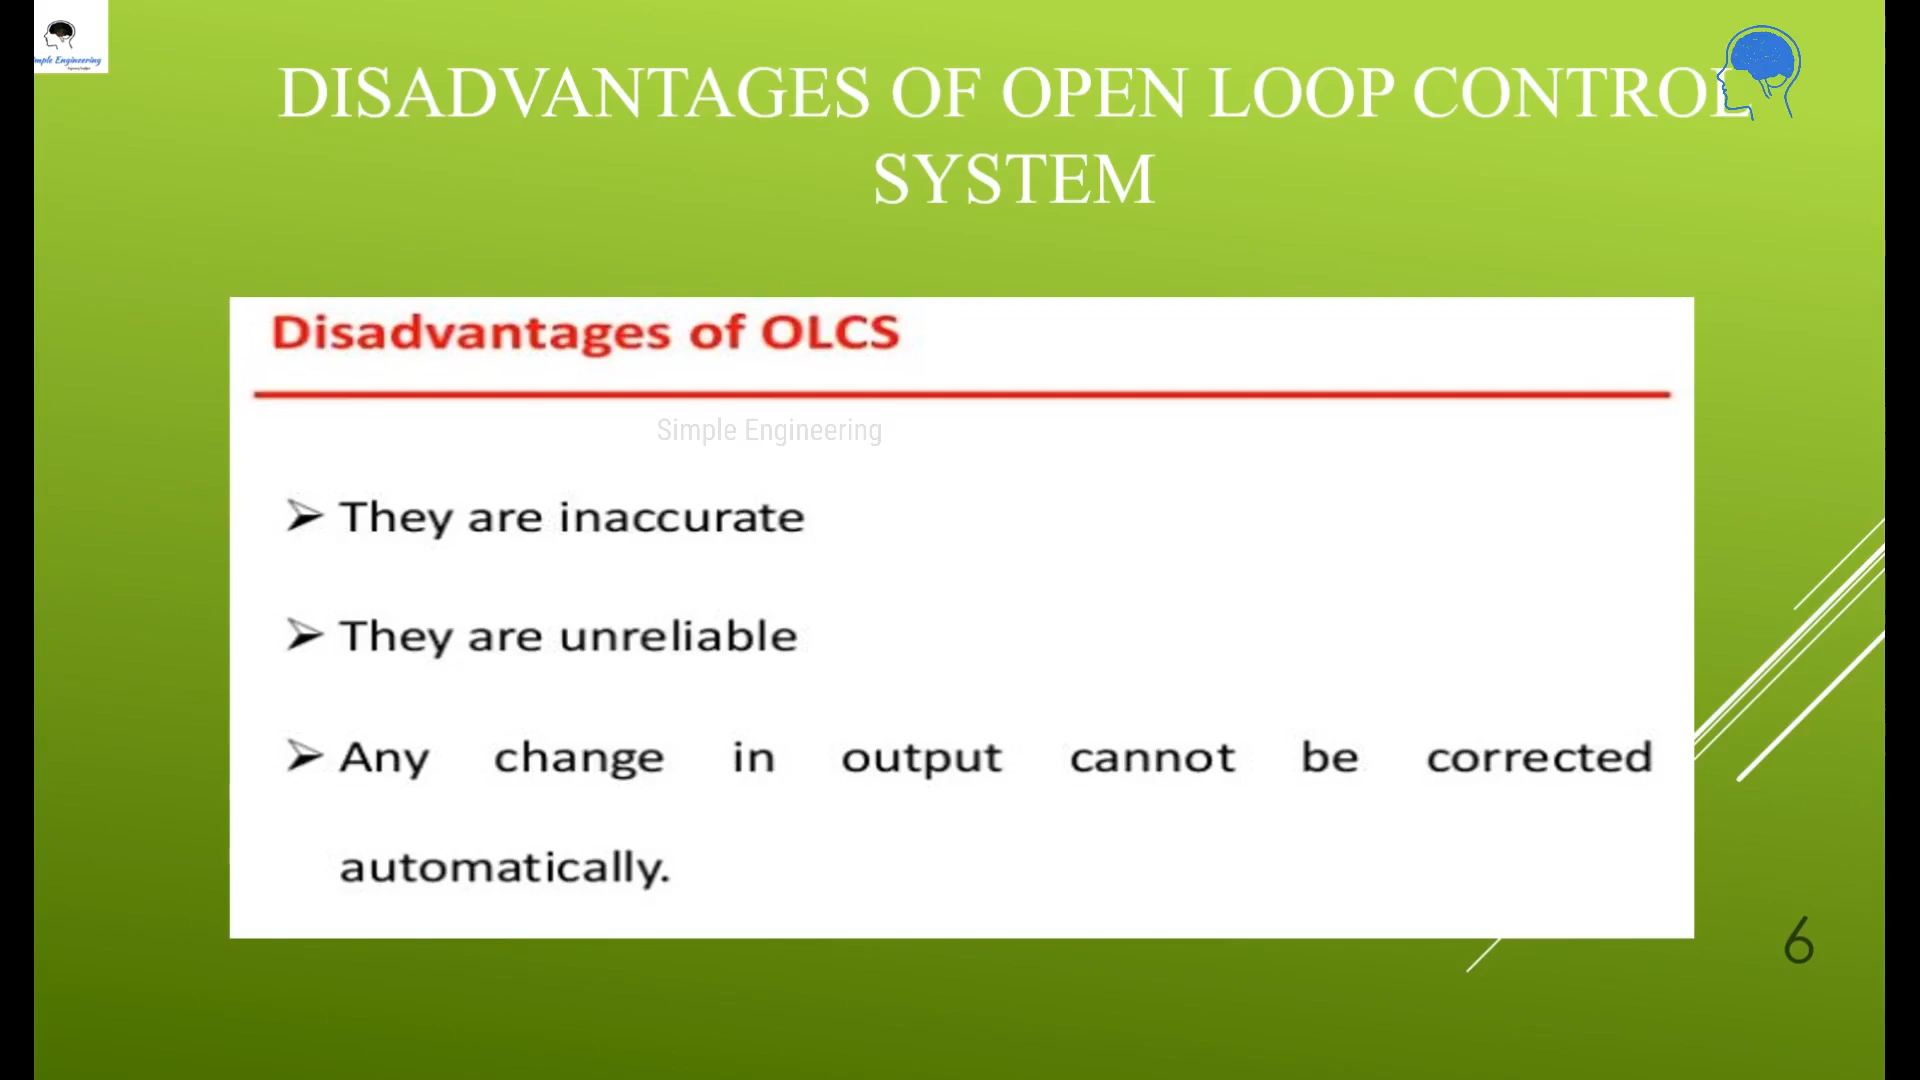 DISADVANTAGES OF OPEN LOOP CONTROL
SYSTEM
Disadvantages of OLCS
Simple Engineering
➢ They are inaccurate
➢ They are unreliable
➢ Any change in output cannot be corrected
automatically.
6